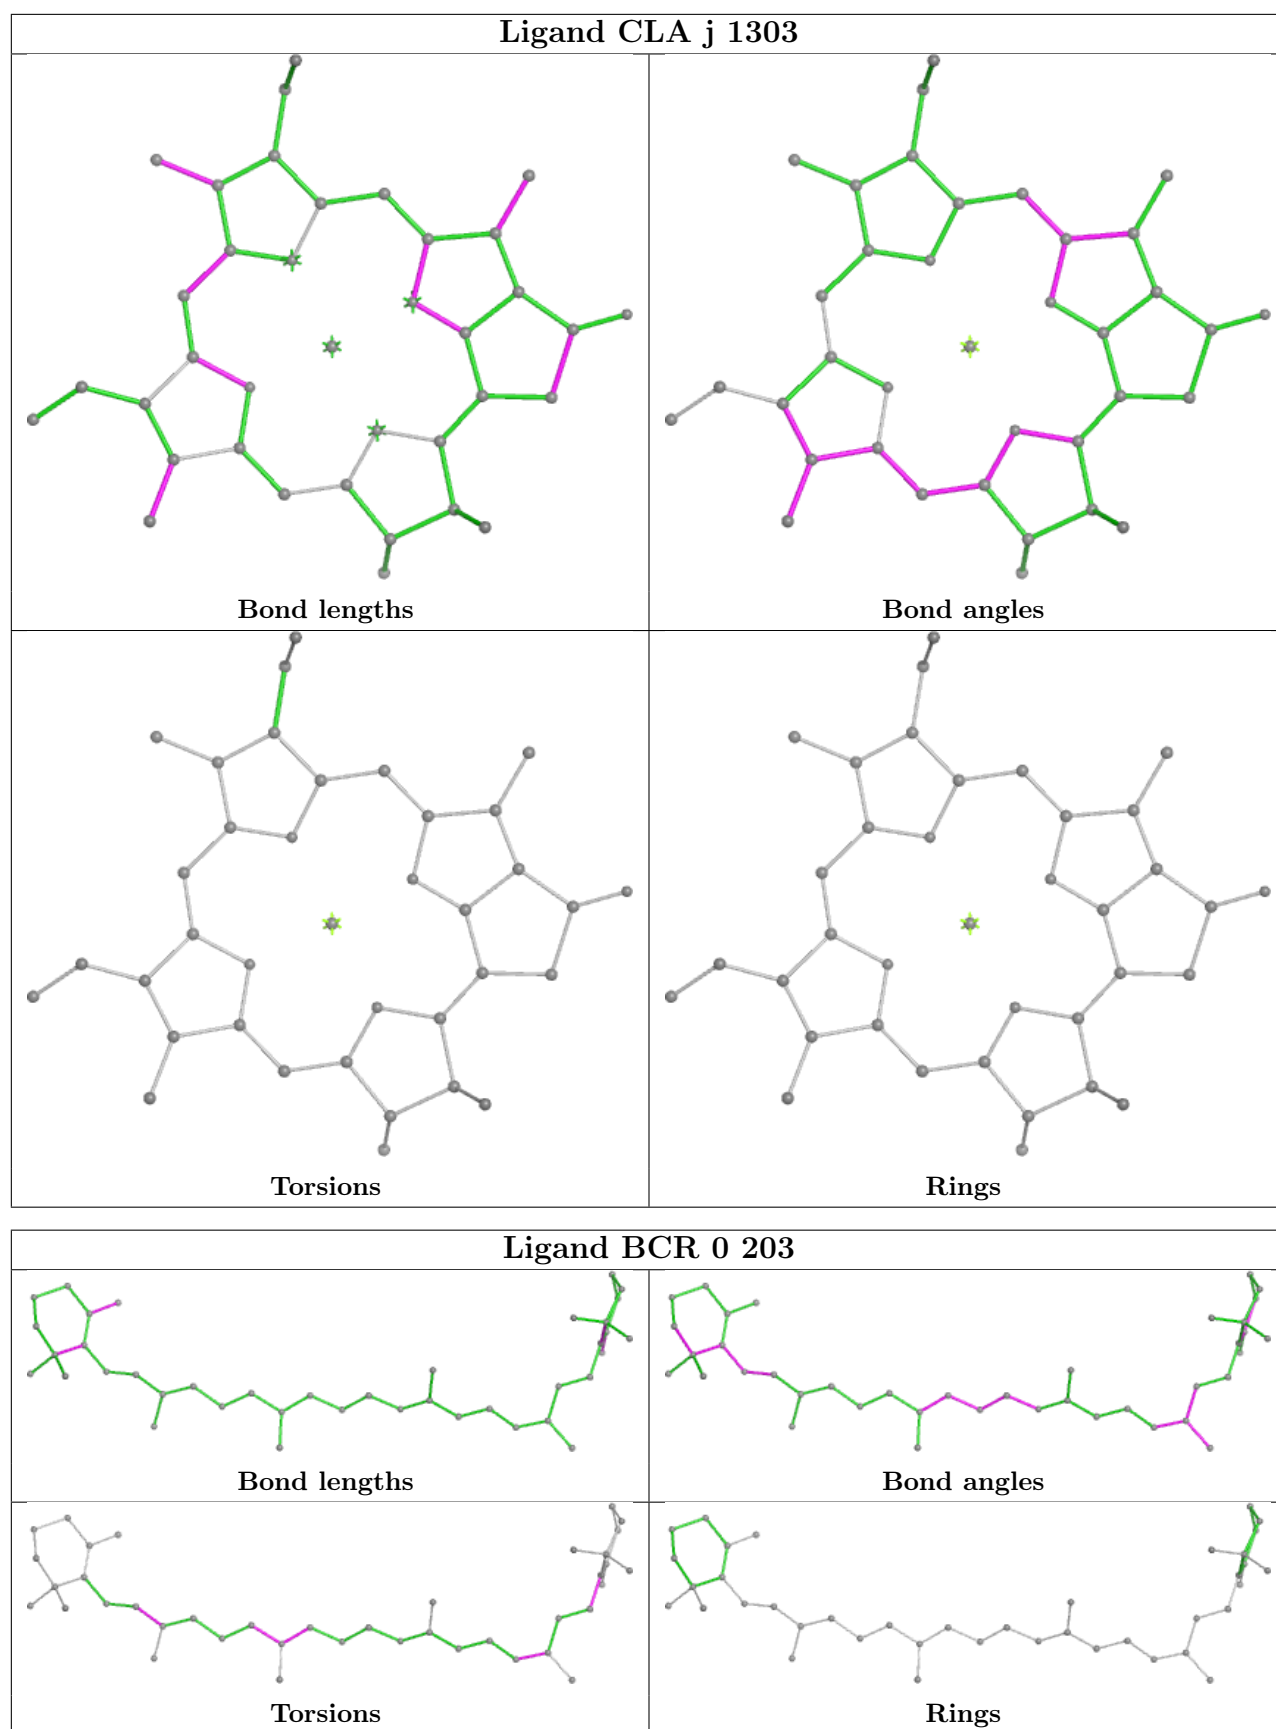 Ligand CLA j 1303
Bond lengths
Bond angles
Torsions
Rings
Ligand BCR 0 203
Bond lengths
Bond angles
Torsions
Rings